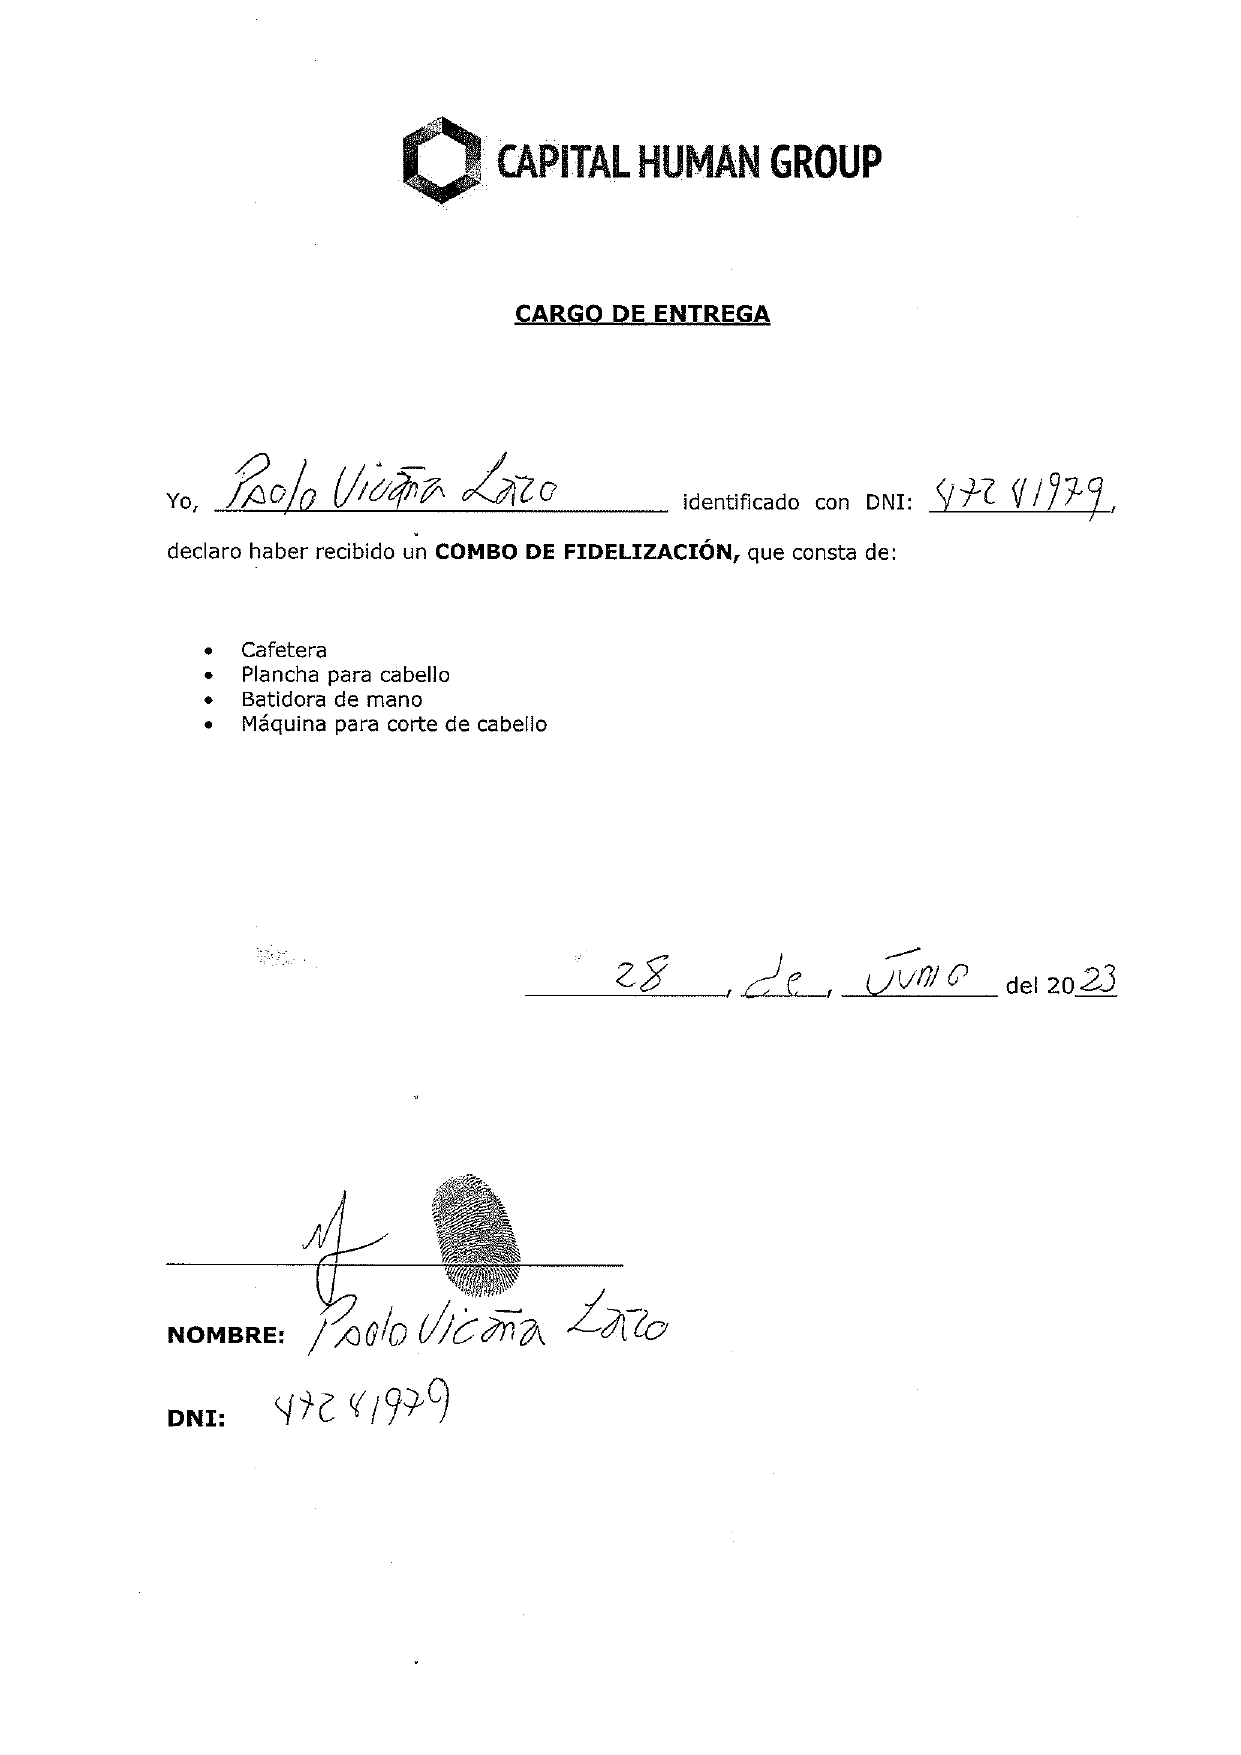 CAPITAL HUMAN GROUP
CARGO DE ENTREGA
Yo, Paolo Vicaña Lazo identificado con DNI: 47241979,
declaro haber recibido un COMBO DE FIDELIZACIÓN, que consta de:
• Cafetera
• Plancha para cabello
• Batidora de mano
• Máquina para corte de cabello
28, de, Junio del 2023
NOMBRE: Paolo Vicaña Lazo
DNI: 47241979